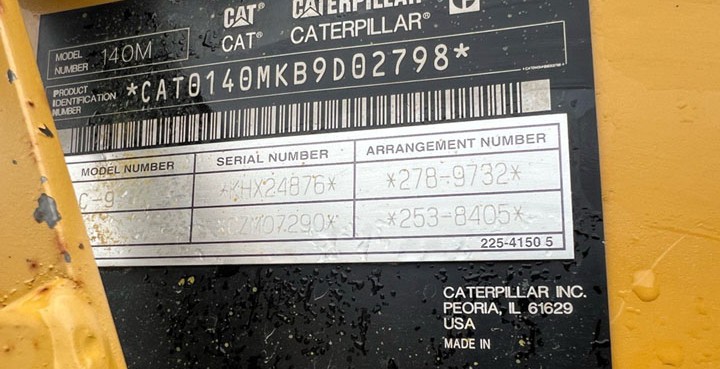 CAT CATERPILLAR
CAT® CATERPILLAR®
MODEL NUMBER 140M
PRODUCT IDENTIFICATION NUMBER *CAT0140MKB9D02798*
MODEL NUMBER SERIAL NUMBER ARRANGEMENT NUMBER
C-9 *KHX24876* *278-9732*
*253-8405*
225-4150 5
CATERPILLAR INC.
PEORIA, IL 61629
USA
MADE IN